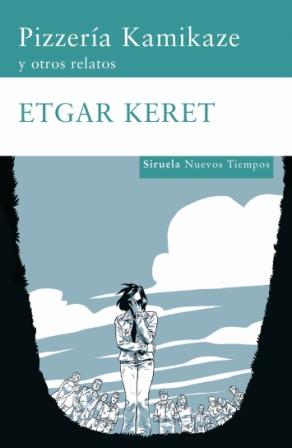 Pizzería Kamikaze
y otros relatos
ETGAR KERET
Siruela Nuevos Tiempos